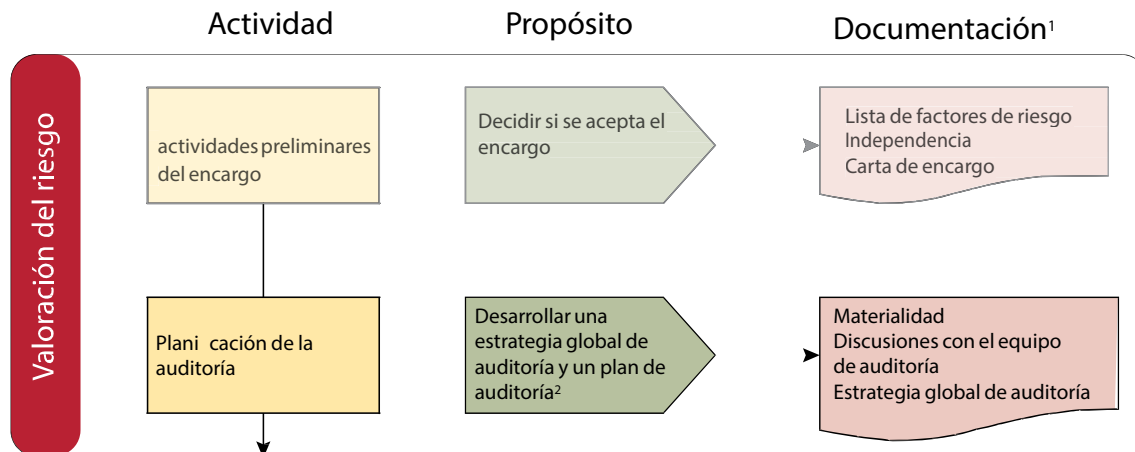 Actividad
Propósito
Documentación¹
Valoración del riesgo
actividades preliminares
del encargo
Decidir si se acepta el
encargo
Lista de factores de riesgo
Independencia
Carta de encargo
Plani cación de la
auditoría
Desarrollar una
estrategia global de
auditoría y un plan de
auditoría²
Materialidad
Discusiones con el equipo
de auditoría
Estrategia global de auditoría